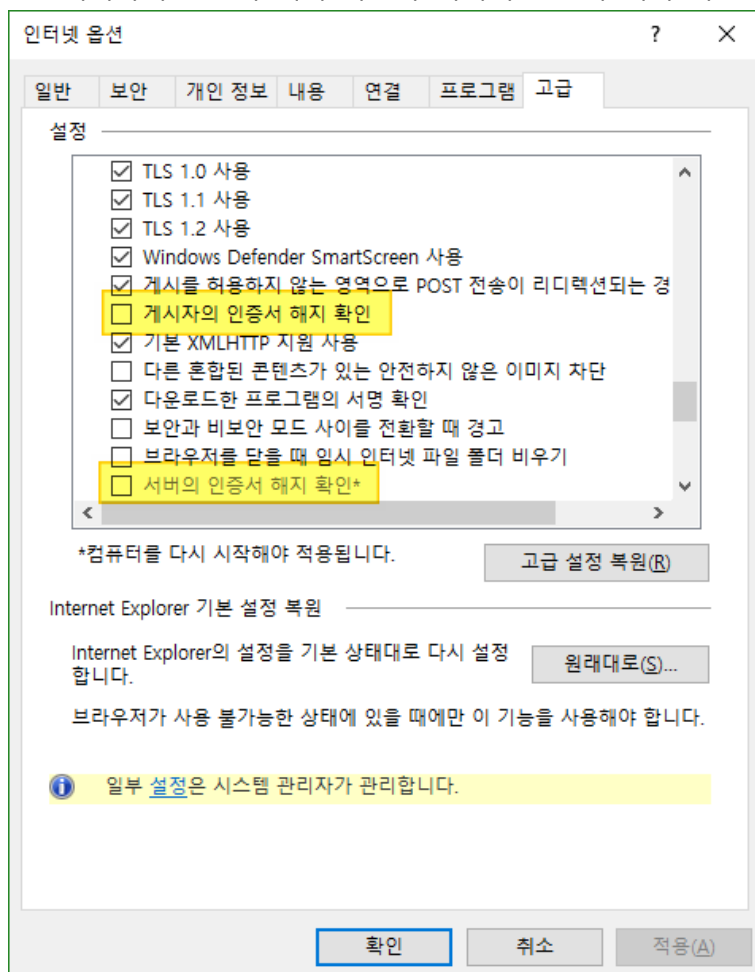 인터넷 옵션
일반 보안 개인 정보 내용 연결 프로그램 고급
설정
TLS 1.0 사용
TLS 1.1 사용
TLS 1.2 사용
Windows Defender SmartScreen 사용
게시를 허용하지 않는 영역으로 POST 전송이 리디렉션되는 경
게시자의 인증서 해지 확인
기본 XMLHTTP 지원 사용
다른 혼합된 콘텐츠가 있는 안전하지 않은 이미지 차단
다운로드한 프로그램의 서명 확인
보안과 비보안 모드 사이를 전환할 때 경고
브라우저를 닫을 때 임시 인터넷 파일 폴더 비우기
서버의 인증서 해지 확인*
*컴퓨터를 다시 시작해야 적용됩니다.
고급 설정 복원(R)
Internet Explorer 기본 설정 복원
Internet Explorer의 설정을 기본 상태대로 다시 설정
합니다.
원래대로(S)...
브라우저가 사용 불가능한 상태에 있을 때에만 이 기능을 사용해야 합니다.
일부 설정은 시스템 관리자가 관리합니다.
확인 취소 적용(A)